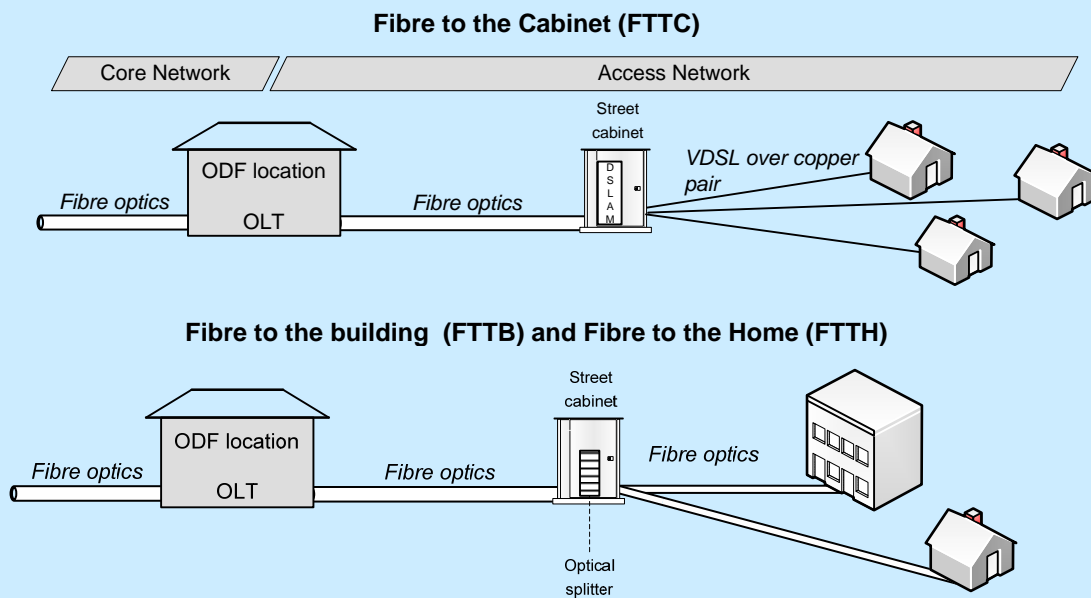 Fibre to the Cabinet (FTTC)
Core Network
Access Network
Street
cabinet
ODF location
OLT
Fibre optics
Fibre optics
D
S
L
A
M
VDSL over copper
pair
Fibre to the building  (FTTB) and Fibre to the Home (FTTH)
Street
cabinet
ODF location
OLT
Fibre optics
Fibre optics
Fibre optics
Optical
splitter